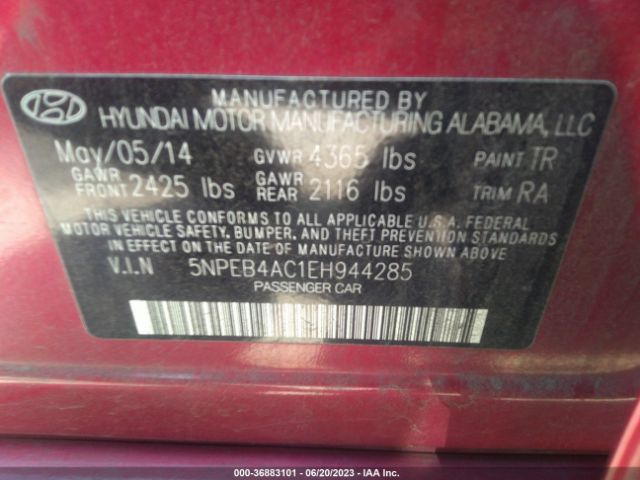 MANUFACTURED BY
HYUNDAI MOTOR MANUFACTURING ALABAMA, LLC
May/05/14 GVWR 4365 lbs PAINT TR
GAWR FRONT 2425 lbs GAWR REAR 2116 lbs TRIM RA
THIS VEHICLE CONFORMS TO ALL APPLICABLE U.S.A. FEDERAL
MOTOR VEHICLE SAFETY, BUMPER, AND THEFT PREVENTION STANDARDS
IN EFFECT ON THE DATE OF MANUFACTURE SHOWN ABOVE
V.I.N 5NPEB4AC1EH944285
PASSENGER CAR
000-36883101 - 06/20/2023 - IAA Inc.